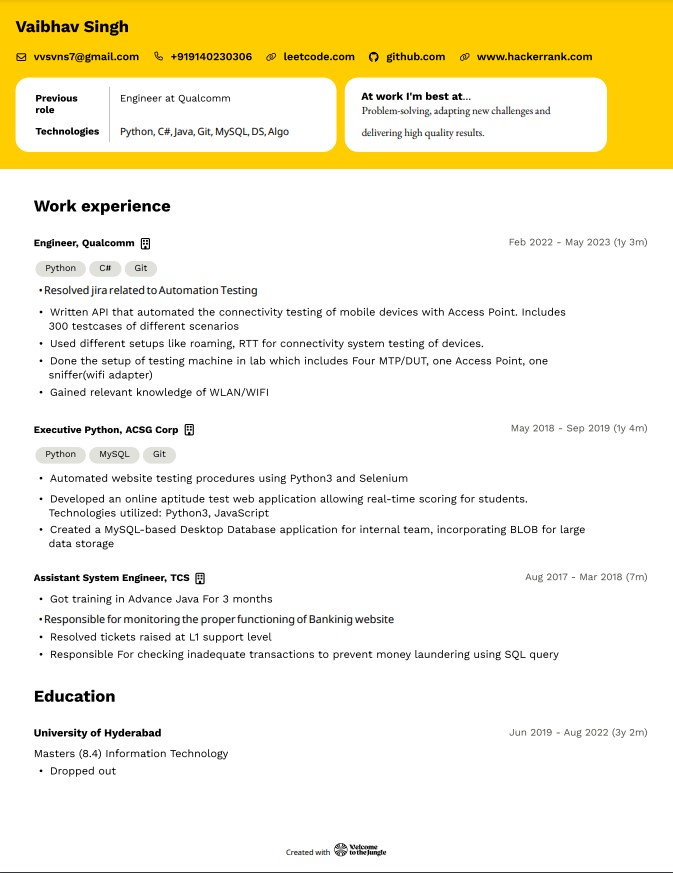 Vaibhav Singh
vvsvns7@gmail.com +919140230306 leetcode.com github.com www.hackerrank.com
Previous role Engineer at Qualcomm
Technologies Python, C#, Java, Git, MySQL, DS, Algo
At work I'm best at...
Problem-solving, adapting new challenges and
delivering high quality results.
Work experience
Engineer, Qualcomm Feb 2022 - May 2023 (1y 3m)
Python C# Git
• Resolved jira related to Automation Testing
• Written API that automated the connectivity testing of mobile devices with Access Point. Includes
300 testcases of different scenarios
• Used different setups like roaming, RTT for connectivity system testing of devices.
• Done the setup of testing machine in lab which includes Four MTP/DUT, one Access Point, one
sniffer(wifi adapter)
• Gained relevant knowledge of WLAN/WIFI
Executive Python, ACSG Corp May 2018 - Sep 2019 (1y 4m)
Python MySQL Git
• Automated website testing procedures using Python3 and Selenium
• Developed an online aptitude test web application allowing real-time scoring for students.
Technologies utilized: Python3, JavaScript
• Created a MySQL-based Desktop Database application for internal team, incorporating BLOB for large
data storage
Assistant System Engineer, TCS Aug 2017 - Mar 2018 (7m)
• Got training in Advance Java For 3 months
• Responsible for monitoring the proper functioning of Bankinig website
• Resolved tickets raised at L1 support level
• Responsible For checking inadequate transactions to prevent money laundering using SQL query
Education
University of Hyderabad Jun 2019 - Aug 2022 (3y 2m)
Masters (8.4) Information Technology
• Dropped out
Created with Welcome to the Jungle